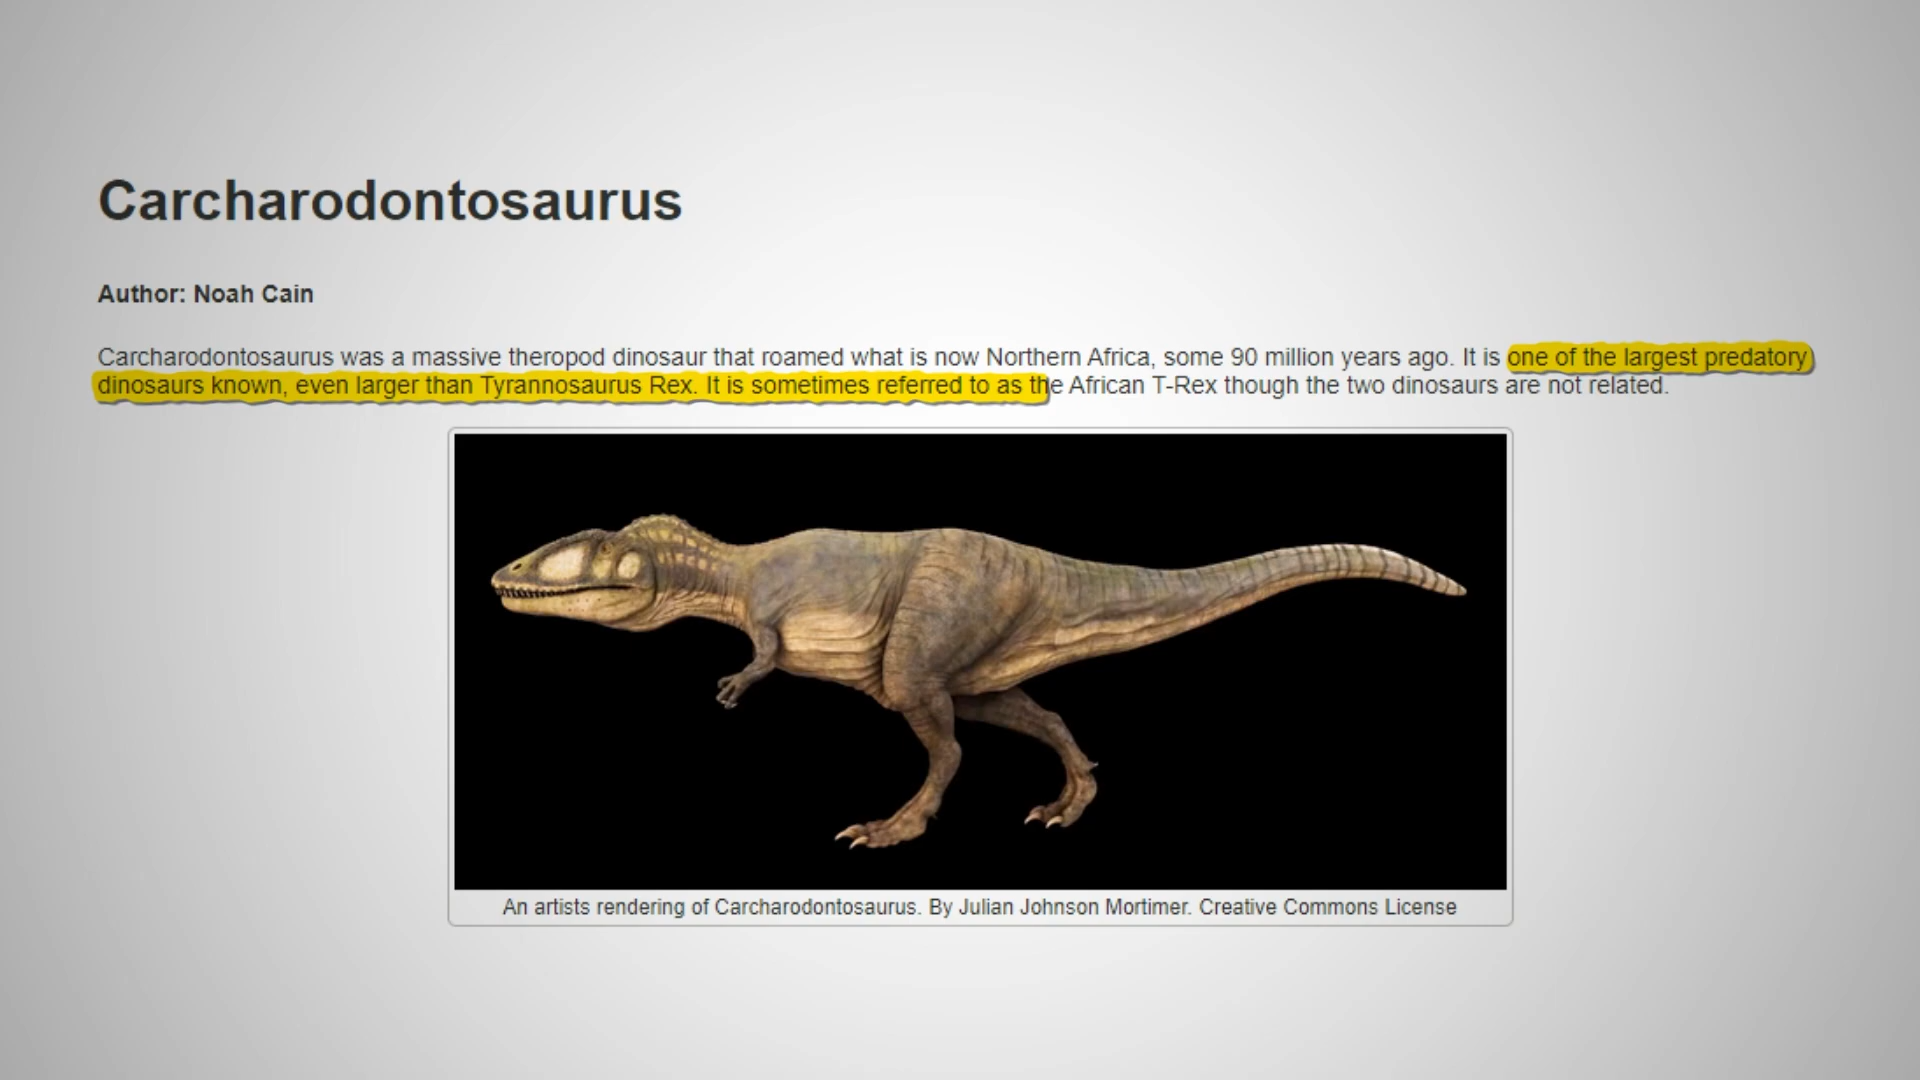 Carcharodontosaurus
Author: Noah Cain
Carcharodontosaurus was a massive theropod dinosaur that roamed what is now Northern Africa, some 90 million years ago. It is one of the largest predatory
dinosaurs known, even larger than Tyrannosaurus Rex. It is sometimes referred to as the African T-Rex though the two dinosaurs are not related.
An artists rendering of Carcharodontosaurus. By Julian Johnson Mortimer. Creative Commons License